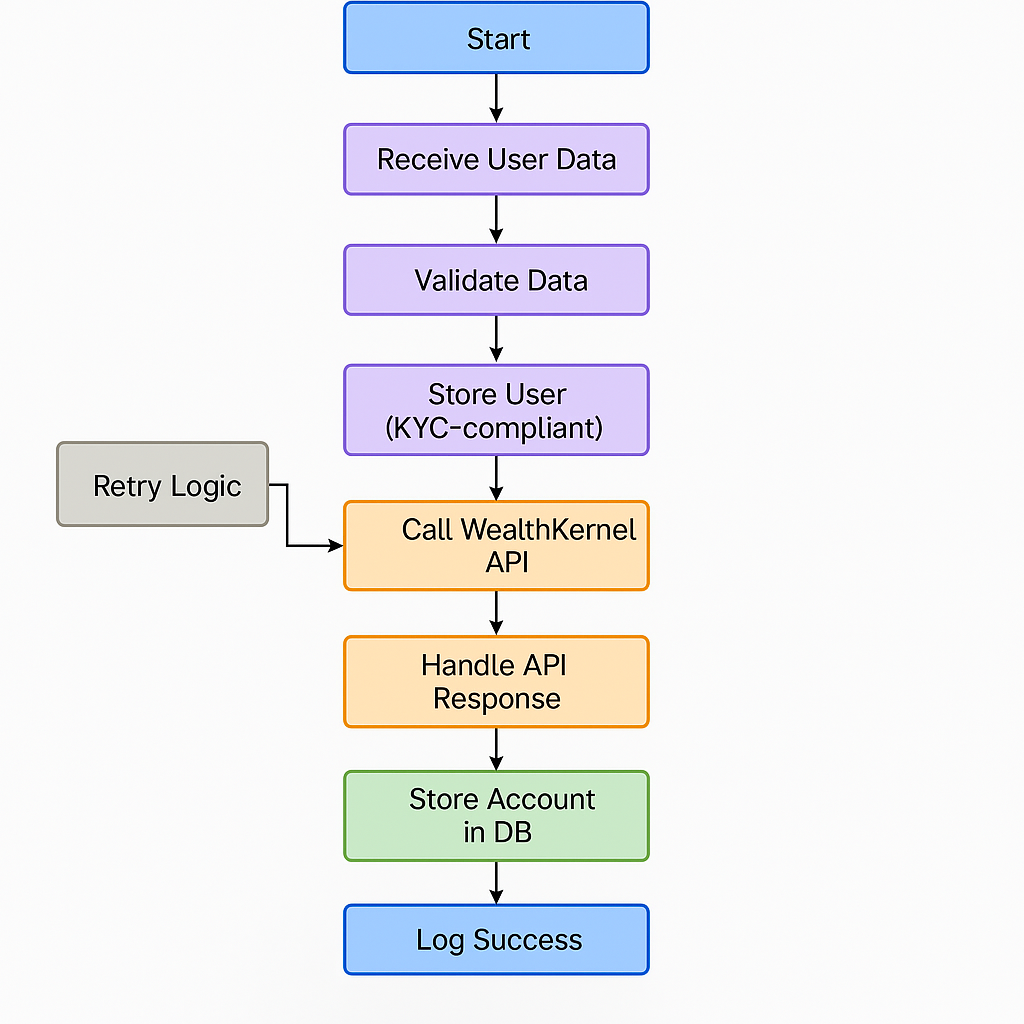 Start
Receive User Data
Validate Data
Store User
(KYC-compliant)
Retry Logic
Call WealthKernel
API
Handle API
Response
Store Account
in DB
Log Success